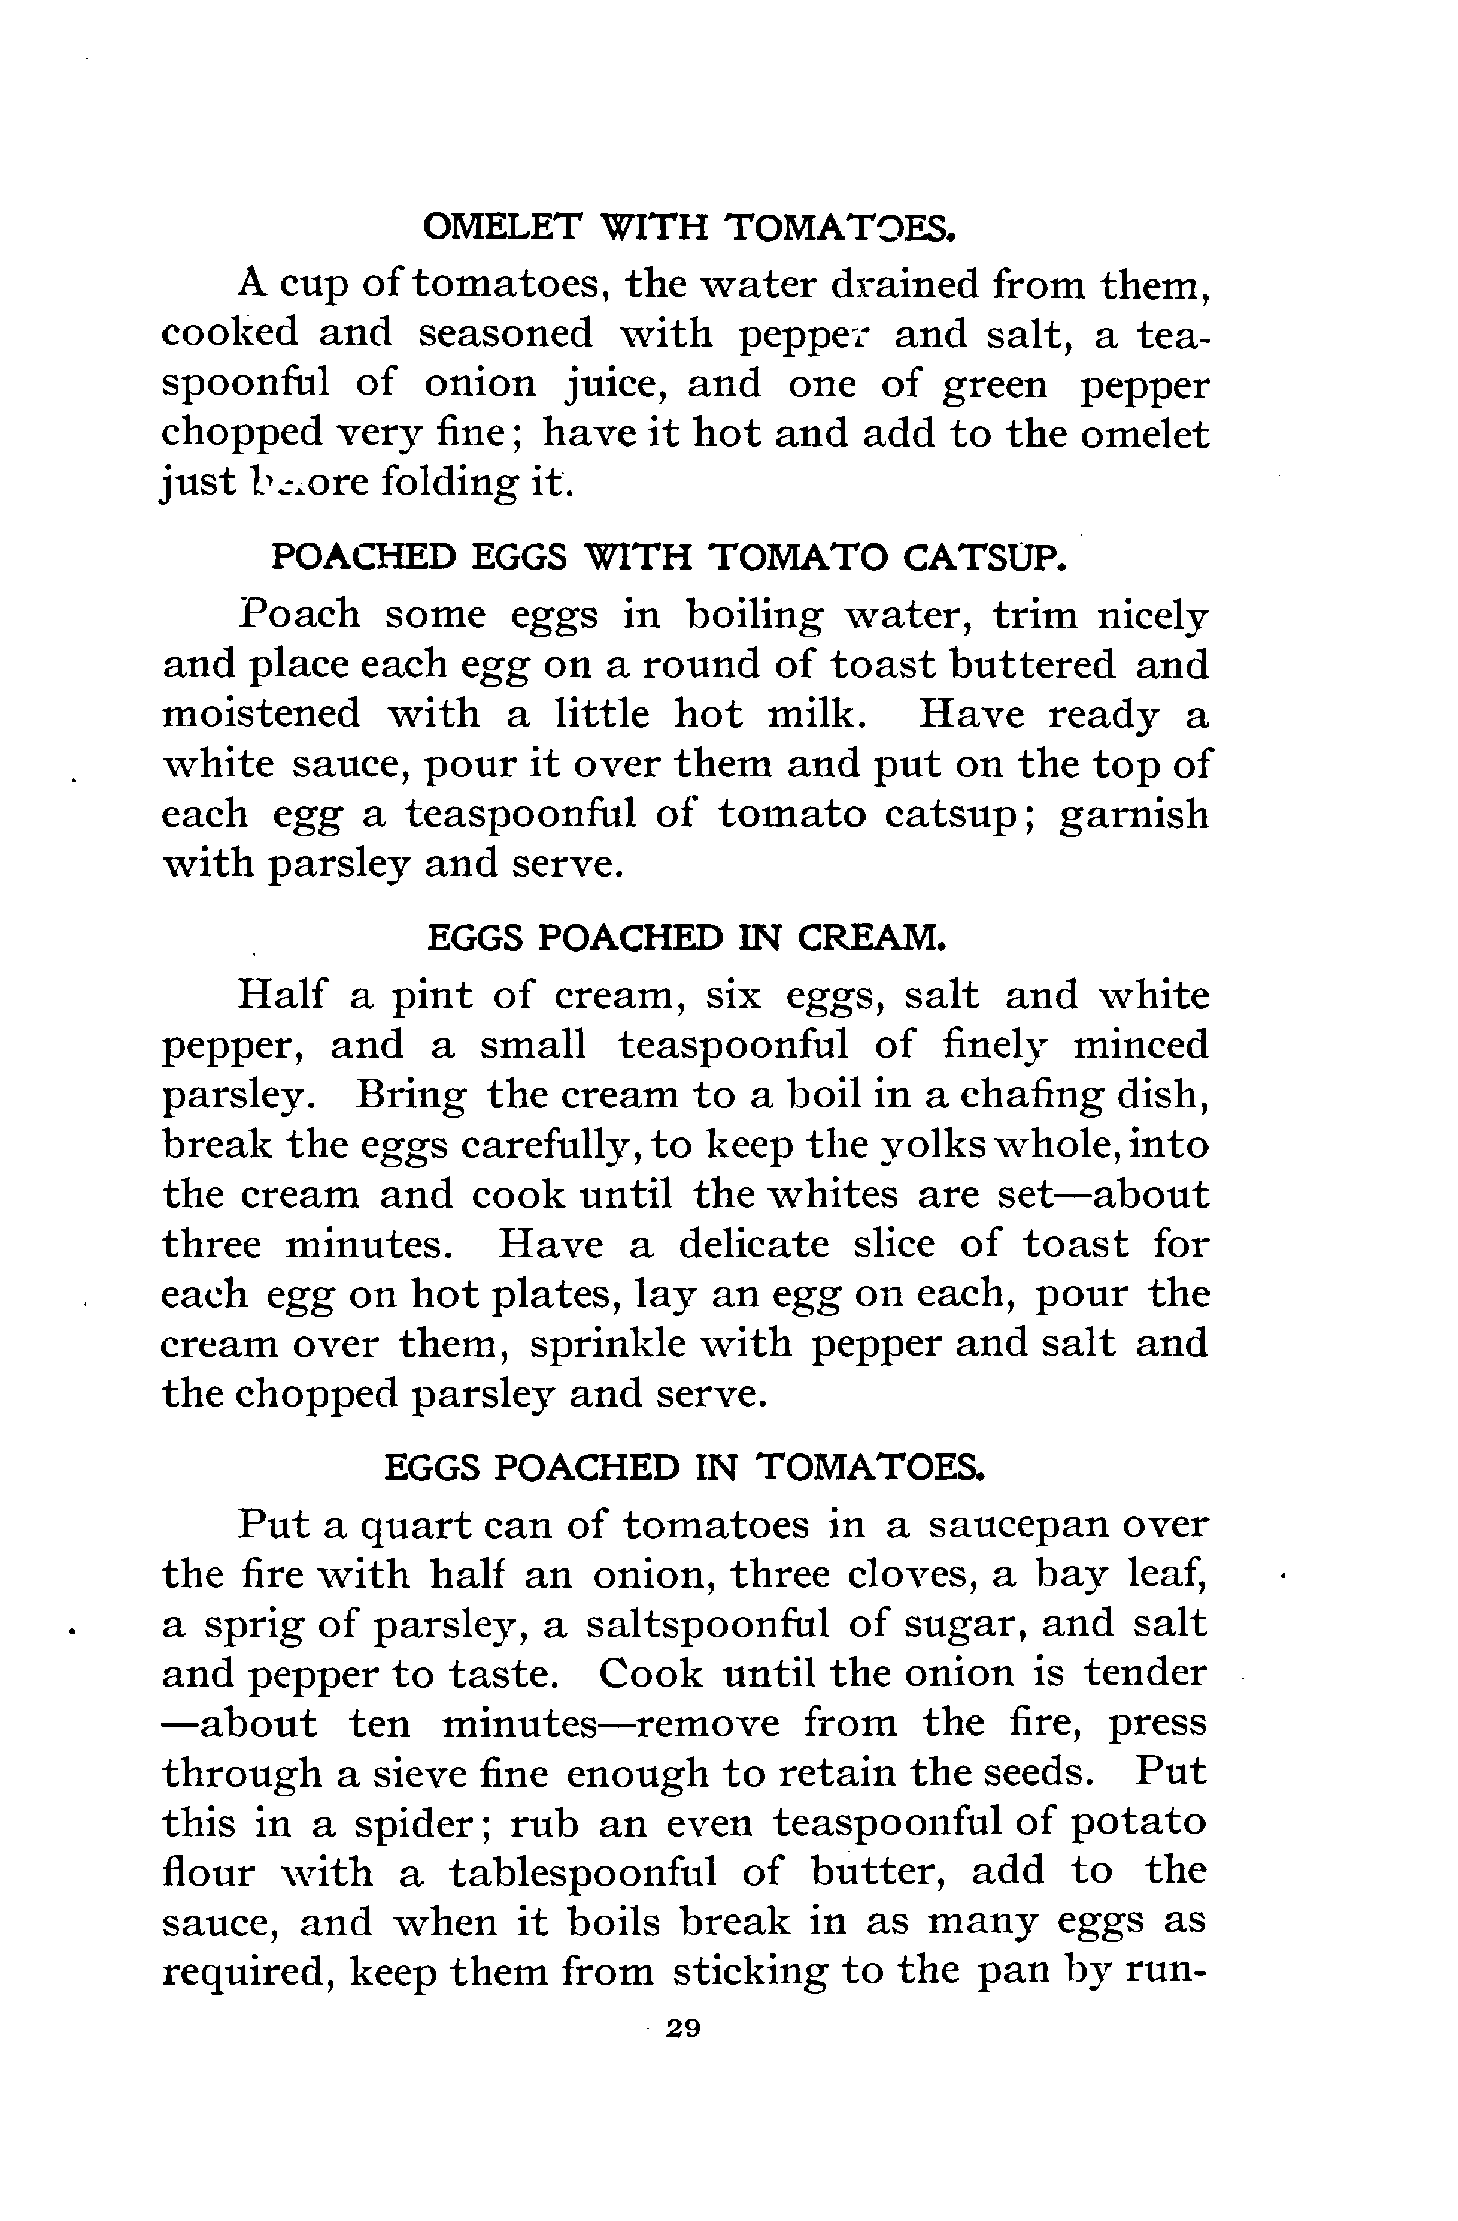 OMELET WITH TOMATOES.
A cup of tomatoes, the water drained from them,
cooked and seasoned with pepper and salt, a tea-
spoonful of onion juice, and one of green pepper
chopped very fine; have it hot and add to the omelet
just before folding it.
POACHED EGGS WITH TOMATO CATSUP.
Poach some eggs in boiling water, trim nicely
and place each egg on a round of toast buttered and
moistened with a little hot milk. Have ready a
white sauce, pour it over them and put on the top of
each egg a teaspoonful of tomato catsup; garnish
with parsley and serve.
EGGS POACHED IN CREAM.
Half a pint of cream, six eggs, salt and white
pepper, and a small teaspoonful of finely minced
parsley. Bring the cream to a boil in a chafing dish,
break the eggs carefully, to keep the yolks whole, into
the cream and cook until the whites are set—about
three minutes. Have a delicate slice of toast for
each egg on hot plates, lay an egg on each, pour the
cream over them, sprinkle with pepper and salt and
the chopped parsley and serve.
EGGS POACHED IN TOMATOES.
Put a quart can of tomatoes in a saucepan over
the fire with half an onion, three cloves, a bay leaf,
a sprig of parsley, a saltspoonful of sugar, and salt
and pepper to taste. Cook until the onion is tender
—about ten minutes—remove from the fire, press
through a sieve fine enough to retain the seeds. Put
this in a spider; rub an even teaspoonful of potato
flour with a tablespoonful of butter, add to the
sauce, and when it boils break in as many eggs as
required, keep them from sticking to the pan by run-
29